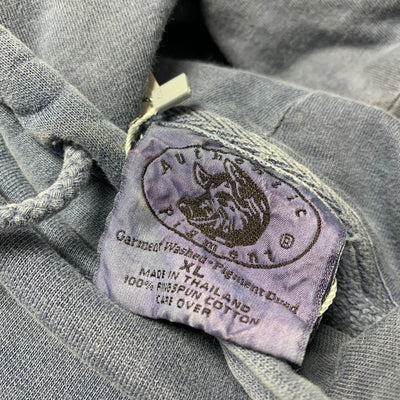 Authentic
Pigment ®
Garment Washed • Pigment Dyed
XL
MADE IN THAILAND
100% RINGSPUN COTTON
CARE OVER